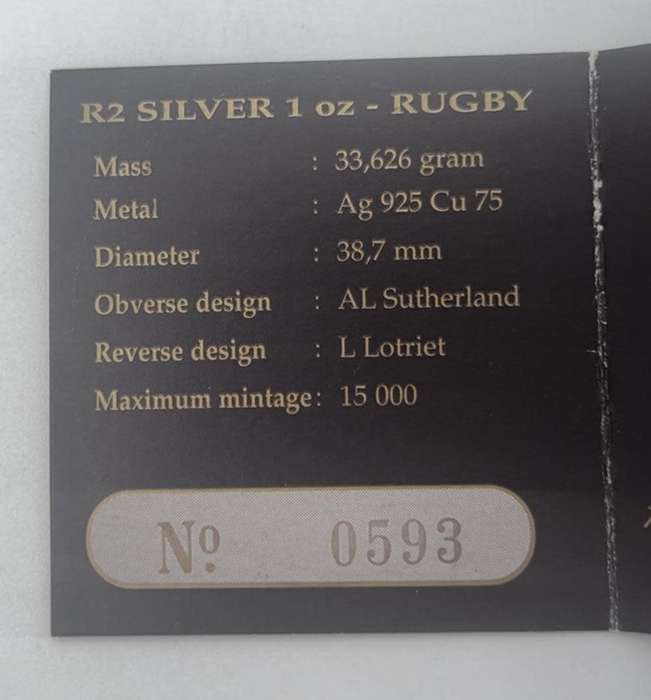 R2 SILVER 1 oz - RUGBY
Mass : 33,626 gram
Metal : Ag 925 Cu 75
Diameter : 38,7 mm
Obverse design : AL Sutherland
Reverse design : L Lotriet
Maximum mintage : 15 000
Nº 0593